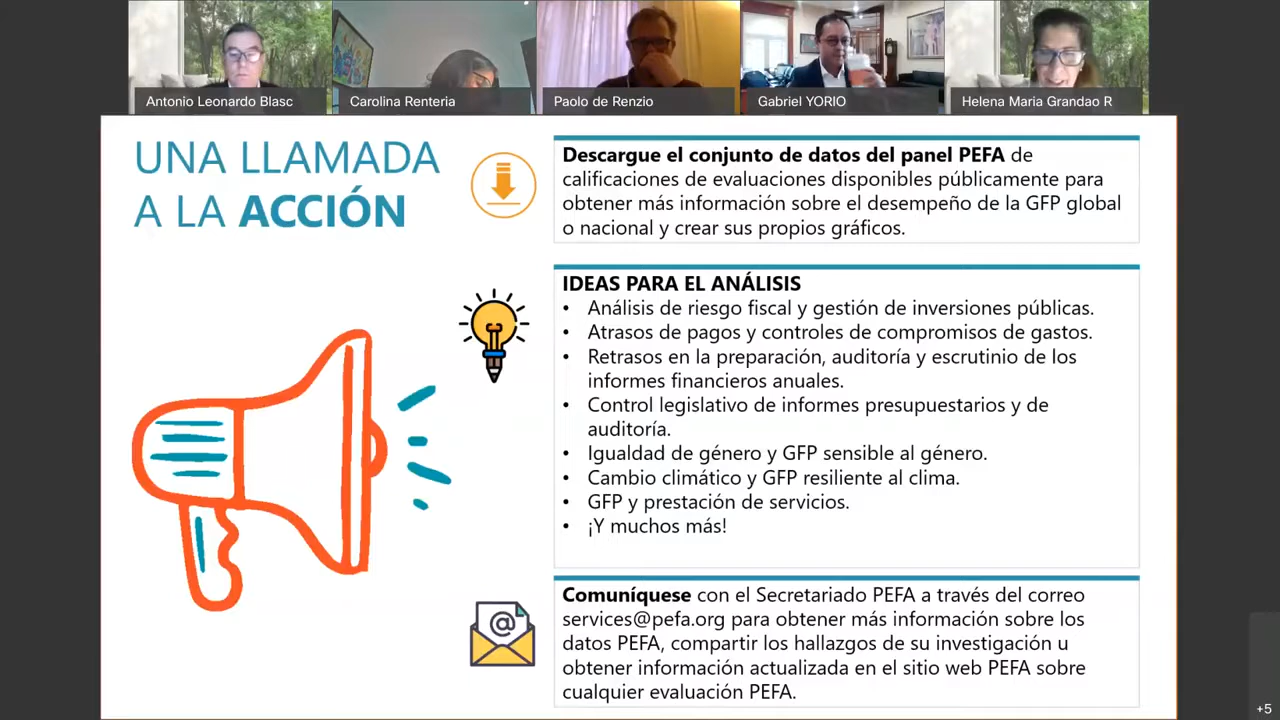 Antonio Leonardo Blasc
Carolina Renteria
Paolo de Renzio
Gabriel YORIO
Helena Maria Grandao R
UNA LLAMADA
A LA ACCIÓN
Descargue el conjunto de datos del panel PEFA de
calificaciones de evaluaciones disponibles públicamente para
obtener más información sobre el desempeño de la GFP global
o nacional y crear sus propios gráficos.
IDEAS PARA EL ANÁLISIS
• Análisis de riesgo fiscal y gestión de inversiones públicas.
• Atrasos de pagos y controles de compromisos de gastos.
• Retrasos en la preparación, auditoría y escrutinio de los
informes financieros anuales.
• Control legislativo de informes presupuestarios y de
auditoría.
• Igualdad de género y GFP sensible al género.
• Cambio climático y GFP resiliente al clima.
• GFP y prestación de servicios.
• ¡Y muchos más!
@
Comuníquese con el Secretariado PEFA a través del correo
services@pefa.org para obtener más información sobre los
datos PEFA, compartir los hallazgos de su investigación u
obtener información actualizada en el sitio web PEFA sobre
cualquier evaluación PEFA.
+5